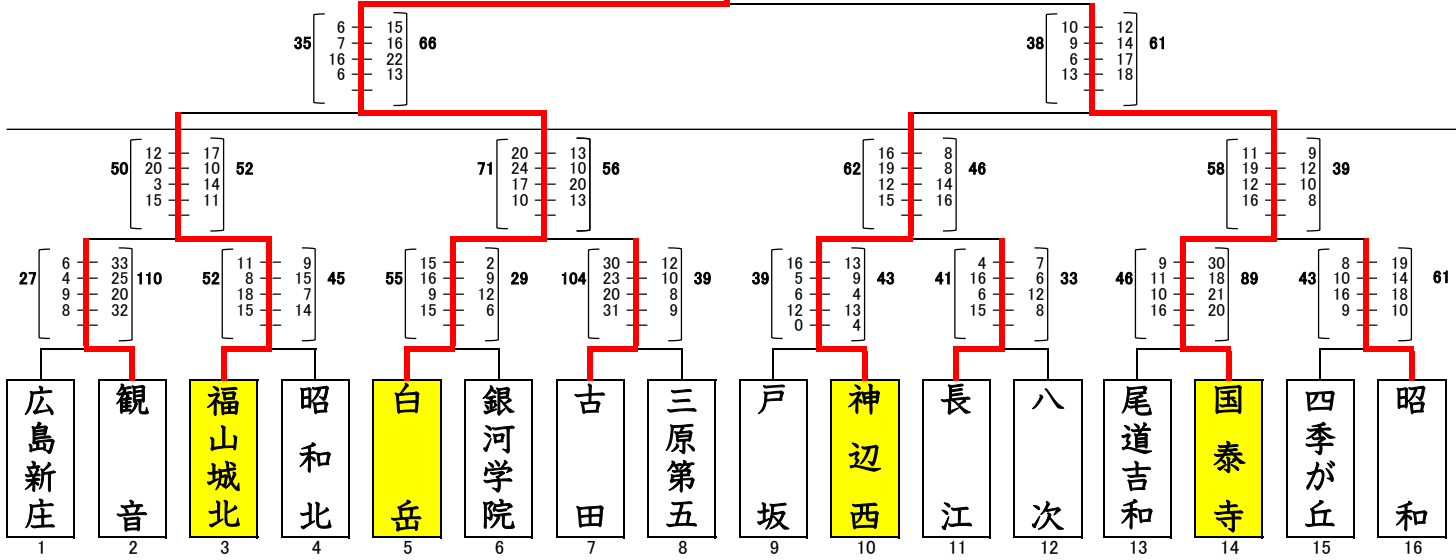 35 6 15 66 38 10 12 61
7 16 9 14
16 22 6 17
6 13 13 18
50 12 17 52 71 20 13 56 62 16 8 46 58 11 9 39
20 10 24 10 19 8 19 12
3 14 17 20 12 14 12 10
15 11 10 13 15 16 16 8
27 6 33 110 52 11 9 45 55 15 2 29 104 30 12 39 39 16 13 43 41 4 7 33 46 9 30 89 43 8 19 61
4 25 8 15 16 9 23 10 5 9 16 6 11 18 10 14
9 20 18 7 9 12 20 8 6 4 6 12 10 21 16 18
8 32 15 14 15 6 31 9 12 13 15 8 16 20 9 10
0 4
広島新庄
観音
福山城北
昭和北
白岳
銀河学院
古田
三原第五
戸坂
神辺西
長江
八次
尾道吉和
国泰寺
四季が丘
昭和
1 2 3 4 5 6 7 8 9 10 11 12 13 14 15 16